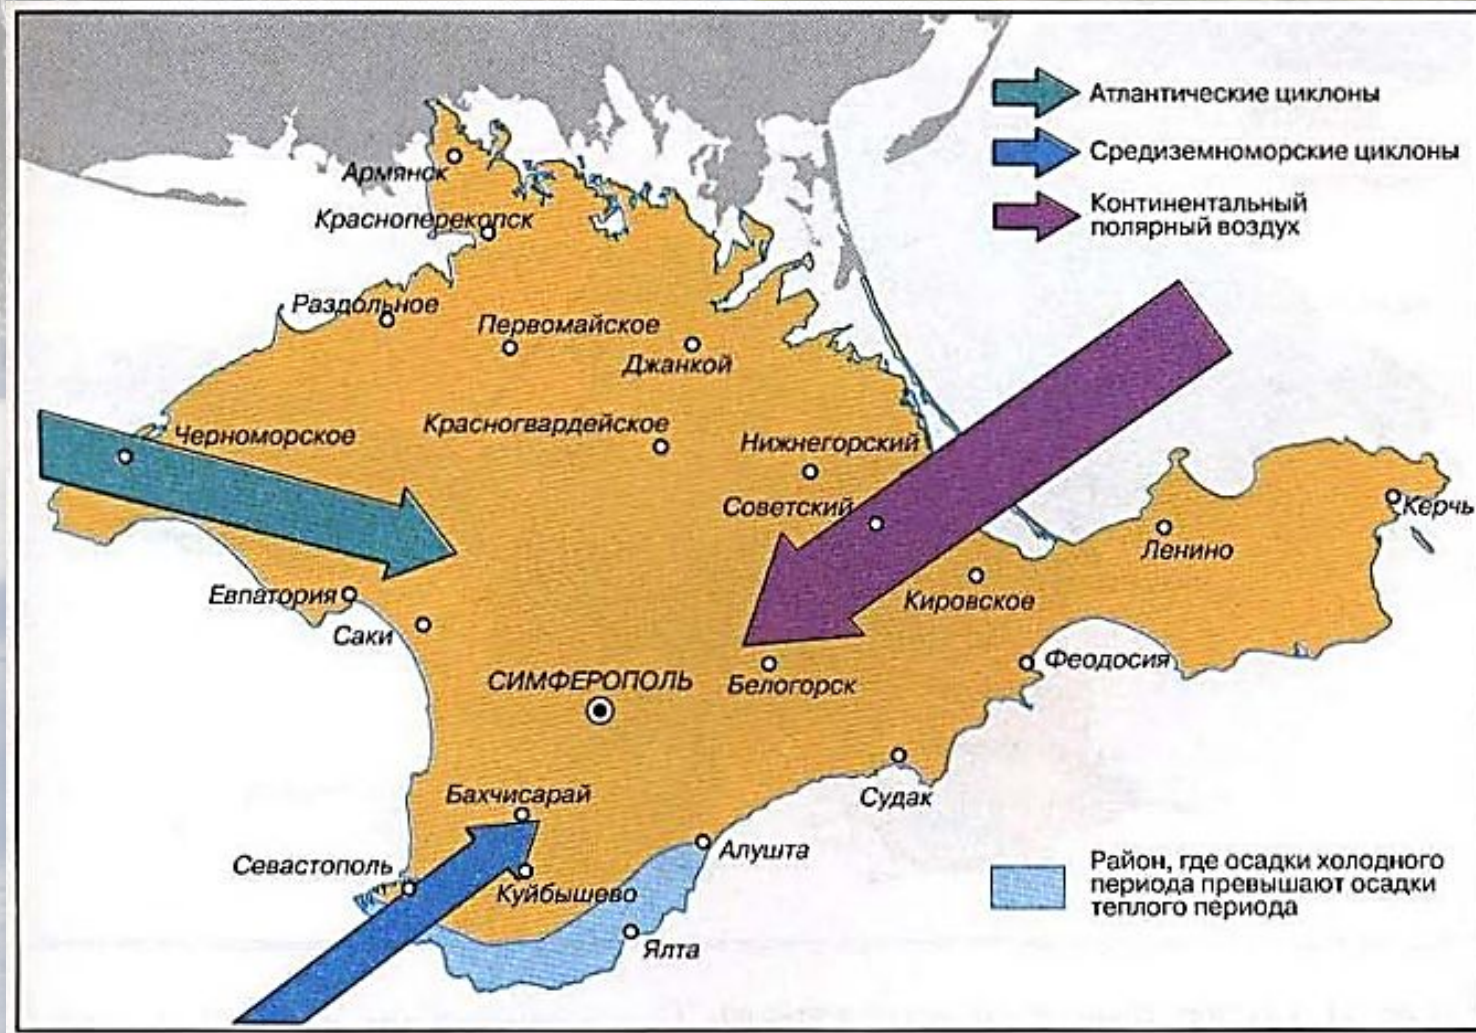 Атлантические циклоны
Средиземноморские циклоны
Континентальный
полярный воздух
Армянск
Красноперекопск
Раздольное
Первомайское
Джанкой
Черноморское
Красногвардейское
Нижнегорский
Советский
Керчь
Ленино
Евпатория
Кировское
Саки
Феодосия
СИМФЕРОПОЛЬ
Белогорск
Бахчисарай
Судак
Алушта
Севастополь
Куйбышево
Ялта
Район, где осадки холодного
периода превышают осадки
теплого периода